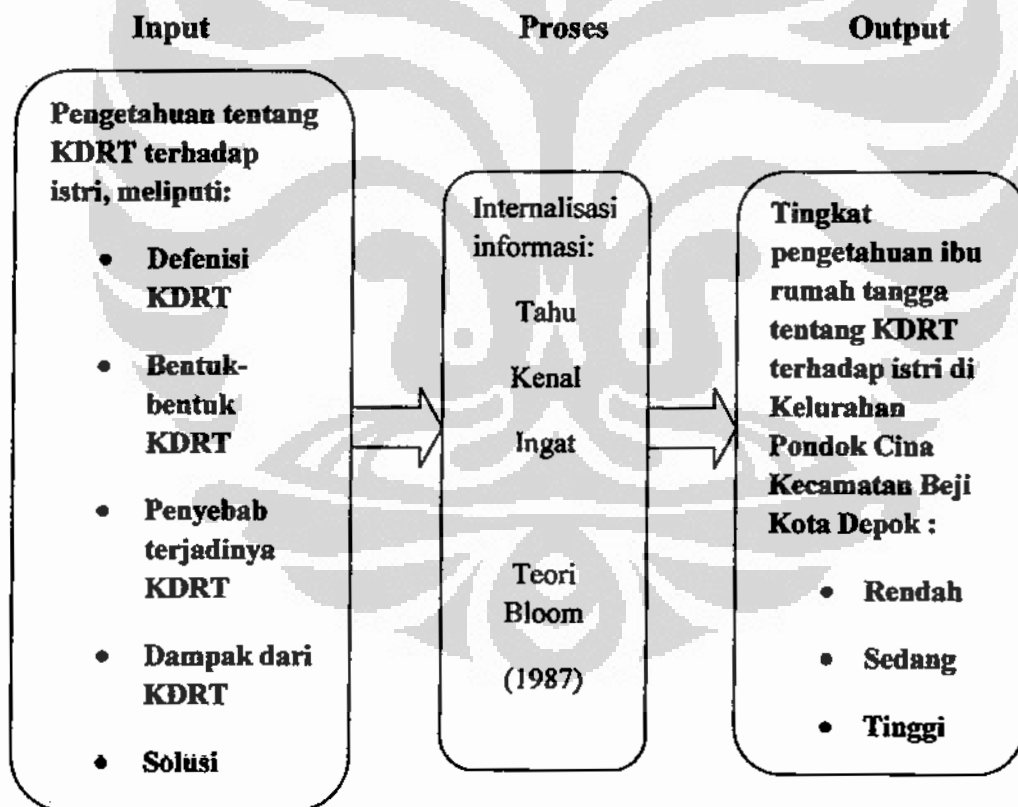 Input
Proses
Output
Pengetahuan tentang
KDRT terhadap
istri, meliputi:
• Defenisi
KDRT
• Bentuk-
bentuk
KDRT
• Penyebab
terjadinya
KDRT
• Dampak dari
KDRT
• Solusi
Internalisasi
informasi:
Tahu
Kenal
Ingat
Teori
Bloom
(1987)
Tingkat
pengetahuan ibu
rumah tangga
tentang KDRT
terhadap istri di
Kelurahan
Pondok Cina
Kecamatan Beji
Kota Depok :
• Rendah
• Sedang
• Tinggi